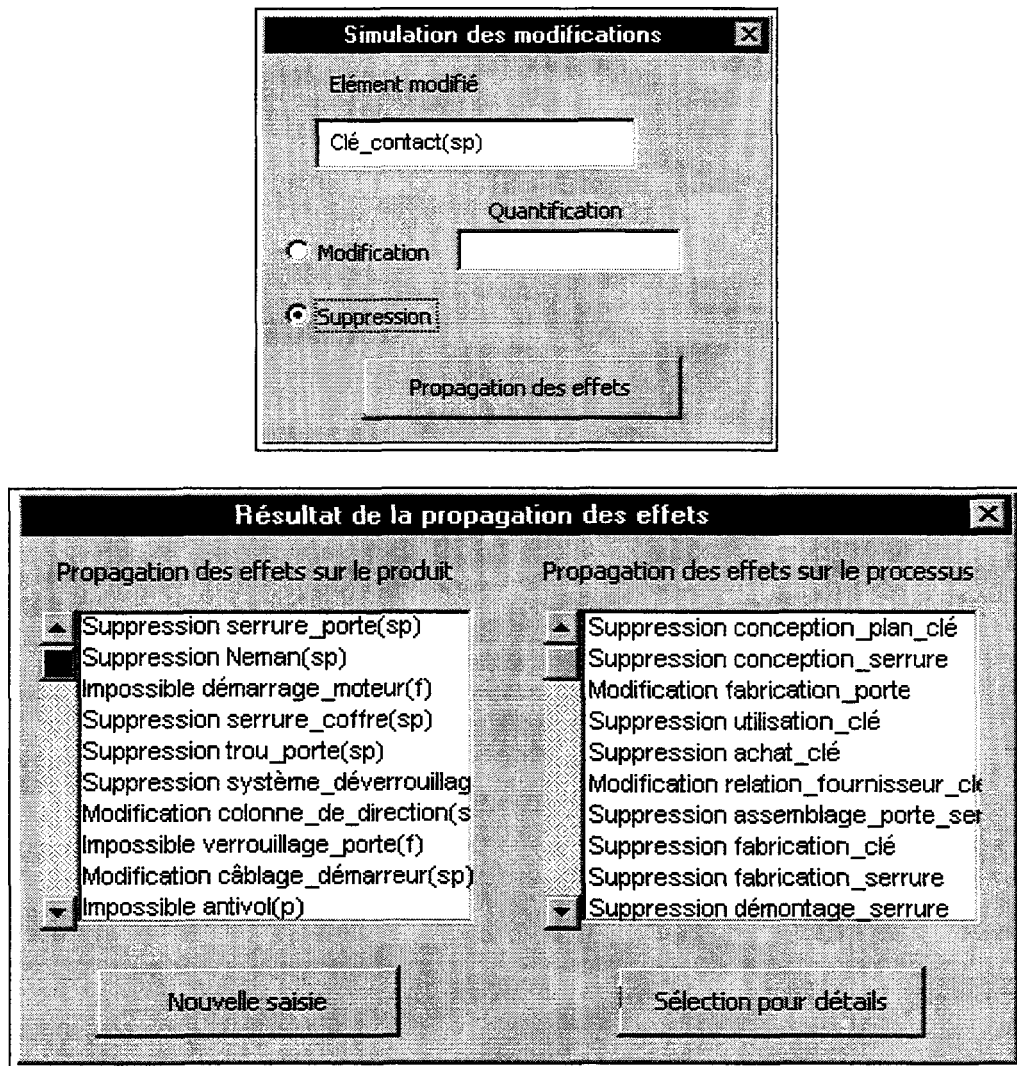 Simulation des modifications
Elément modifié
Clé_contact(sp)
Quantification
Modification
Suppression
Propagation des effets
Résultat de la propagation des effets
Propagation des effets sur le produit
Suppression serrure_porte(sp)
Suppression Neman(sp)
Impossible démarrage_moteur(f)
Suppression serrure_coffre(sp)
Suppression trou_porte(sp)
Suppression système_déverrouillag
Modification colonne_de_direction(s
Impossible verrouillage_porte(f)
Modification câblage_démarreur(sp)
Impossible antivol(p)
Propagation des effets sur le processus
Suppression conception_plan_clé
Suppression conception_serrure
Modification fabrication_porte
Suppression utilisation_clé
Suppression achat_clé
Modification relation_fournisseur_clé
Suppression assemblage_porte_ser
Suppression fabrication_clé
Suppression fabrication_serrure
Suppression démontage_serrure
Nouvelle saisie
Sélection pour détails